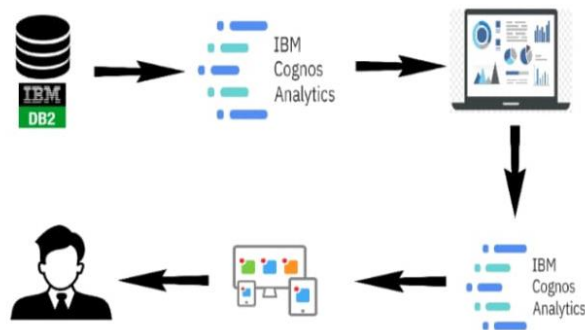 IBM
DB2
IBM
Cognos
Analytics
IBM
Cognos
Analytics